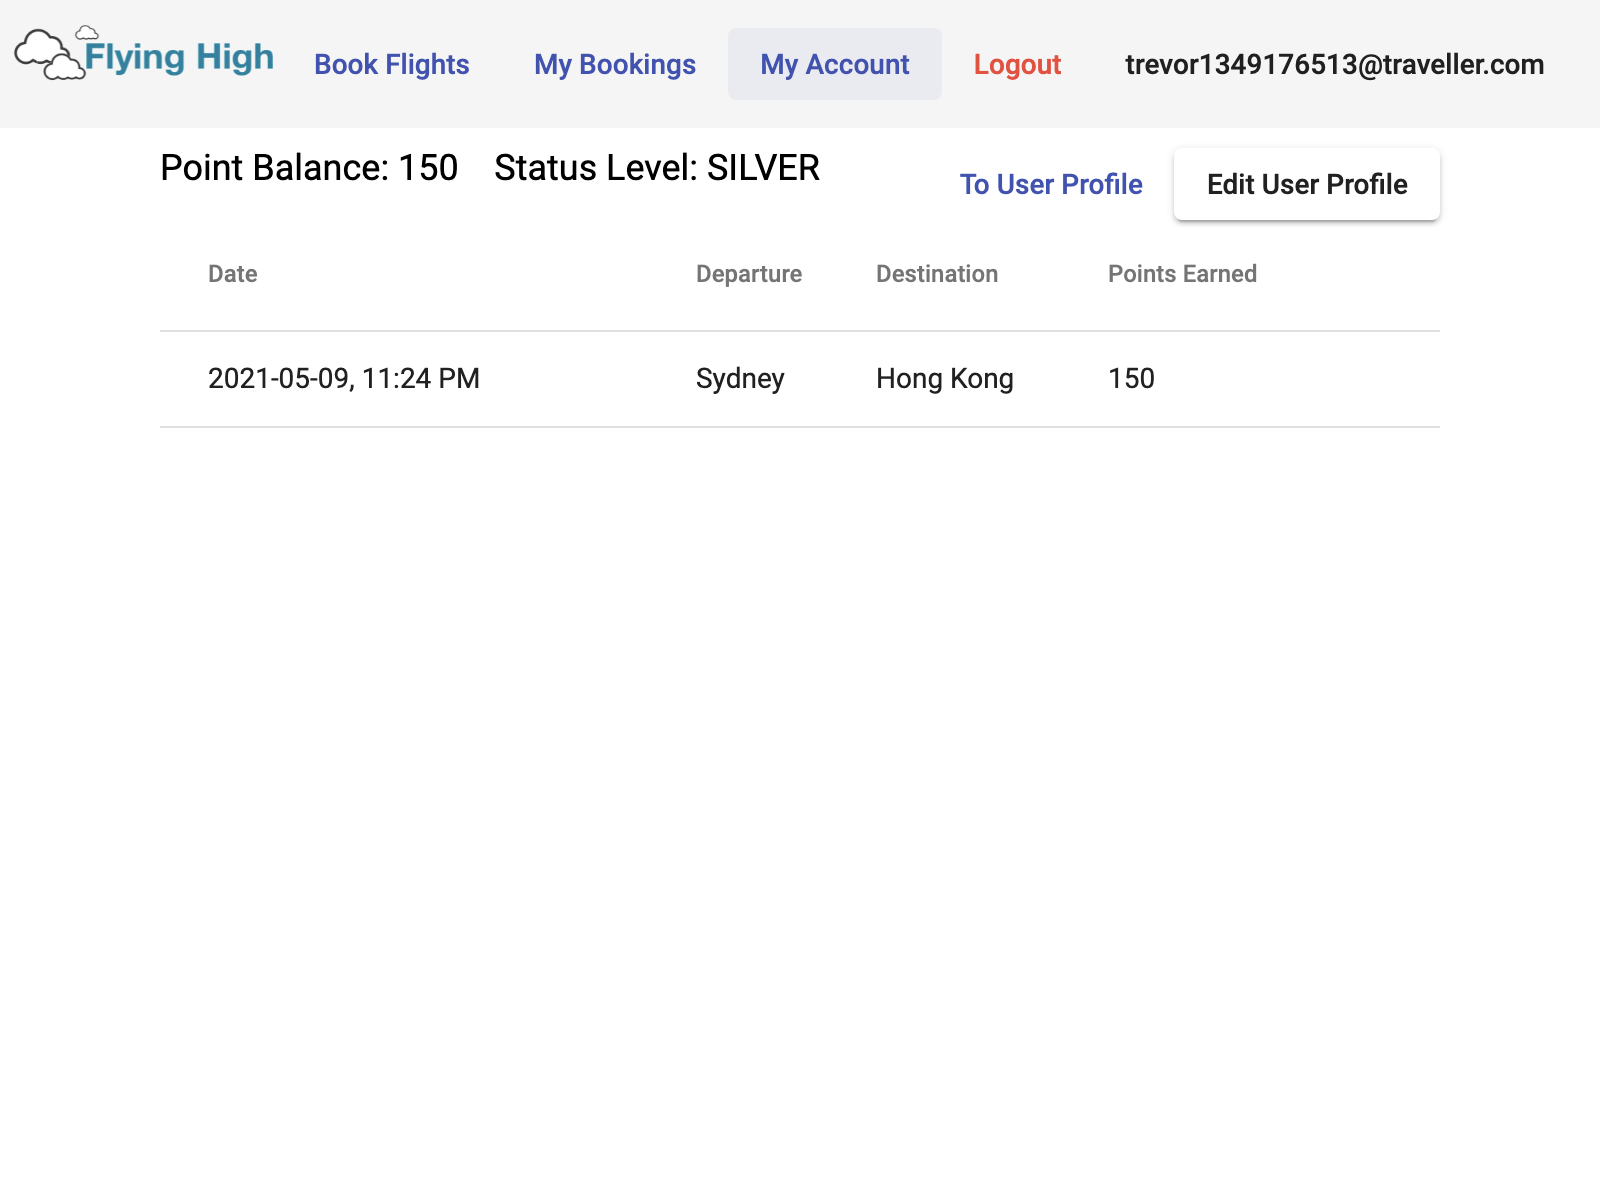 Flying High Book Flights My Bookings My Account Logout trevor1349176513@traveller.com
Point Balance: 150 Status Level: SILVER To User Profile Edit User Profile
Date Departure Destination Points Earned
2021-05-09, 11:24 PM Sydney Hong Kong 150